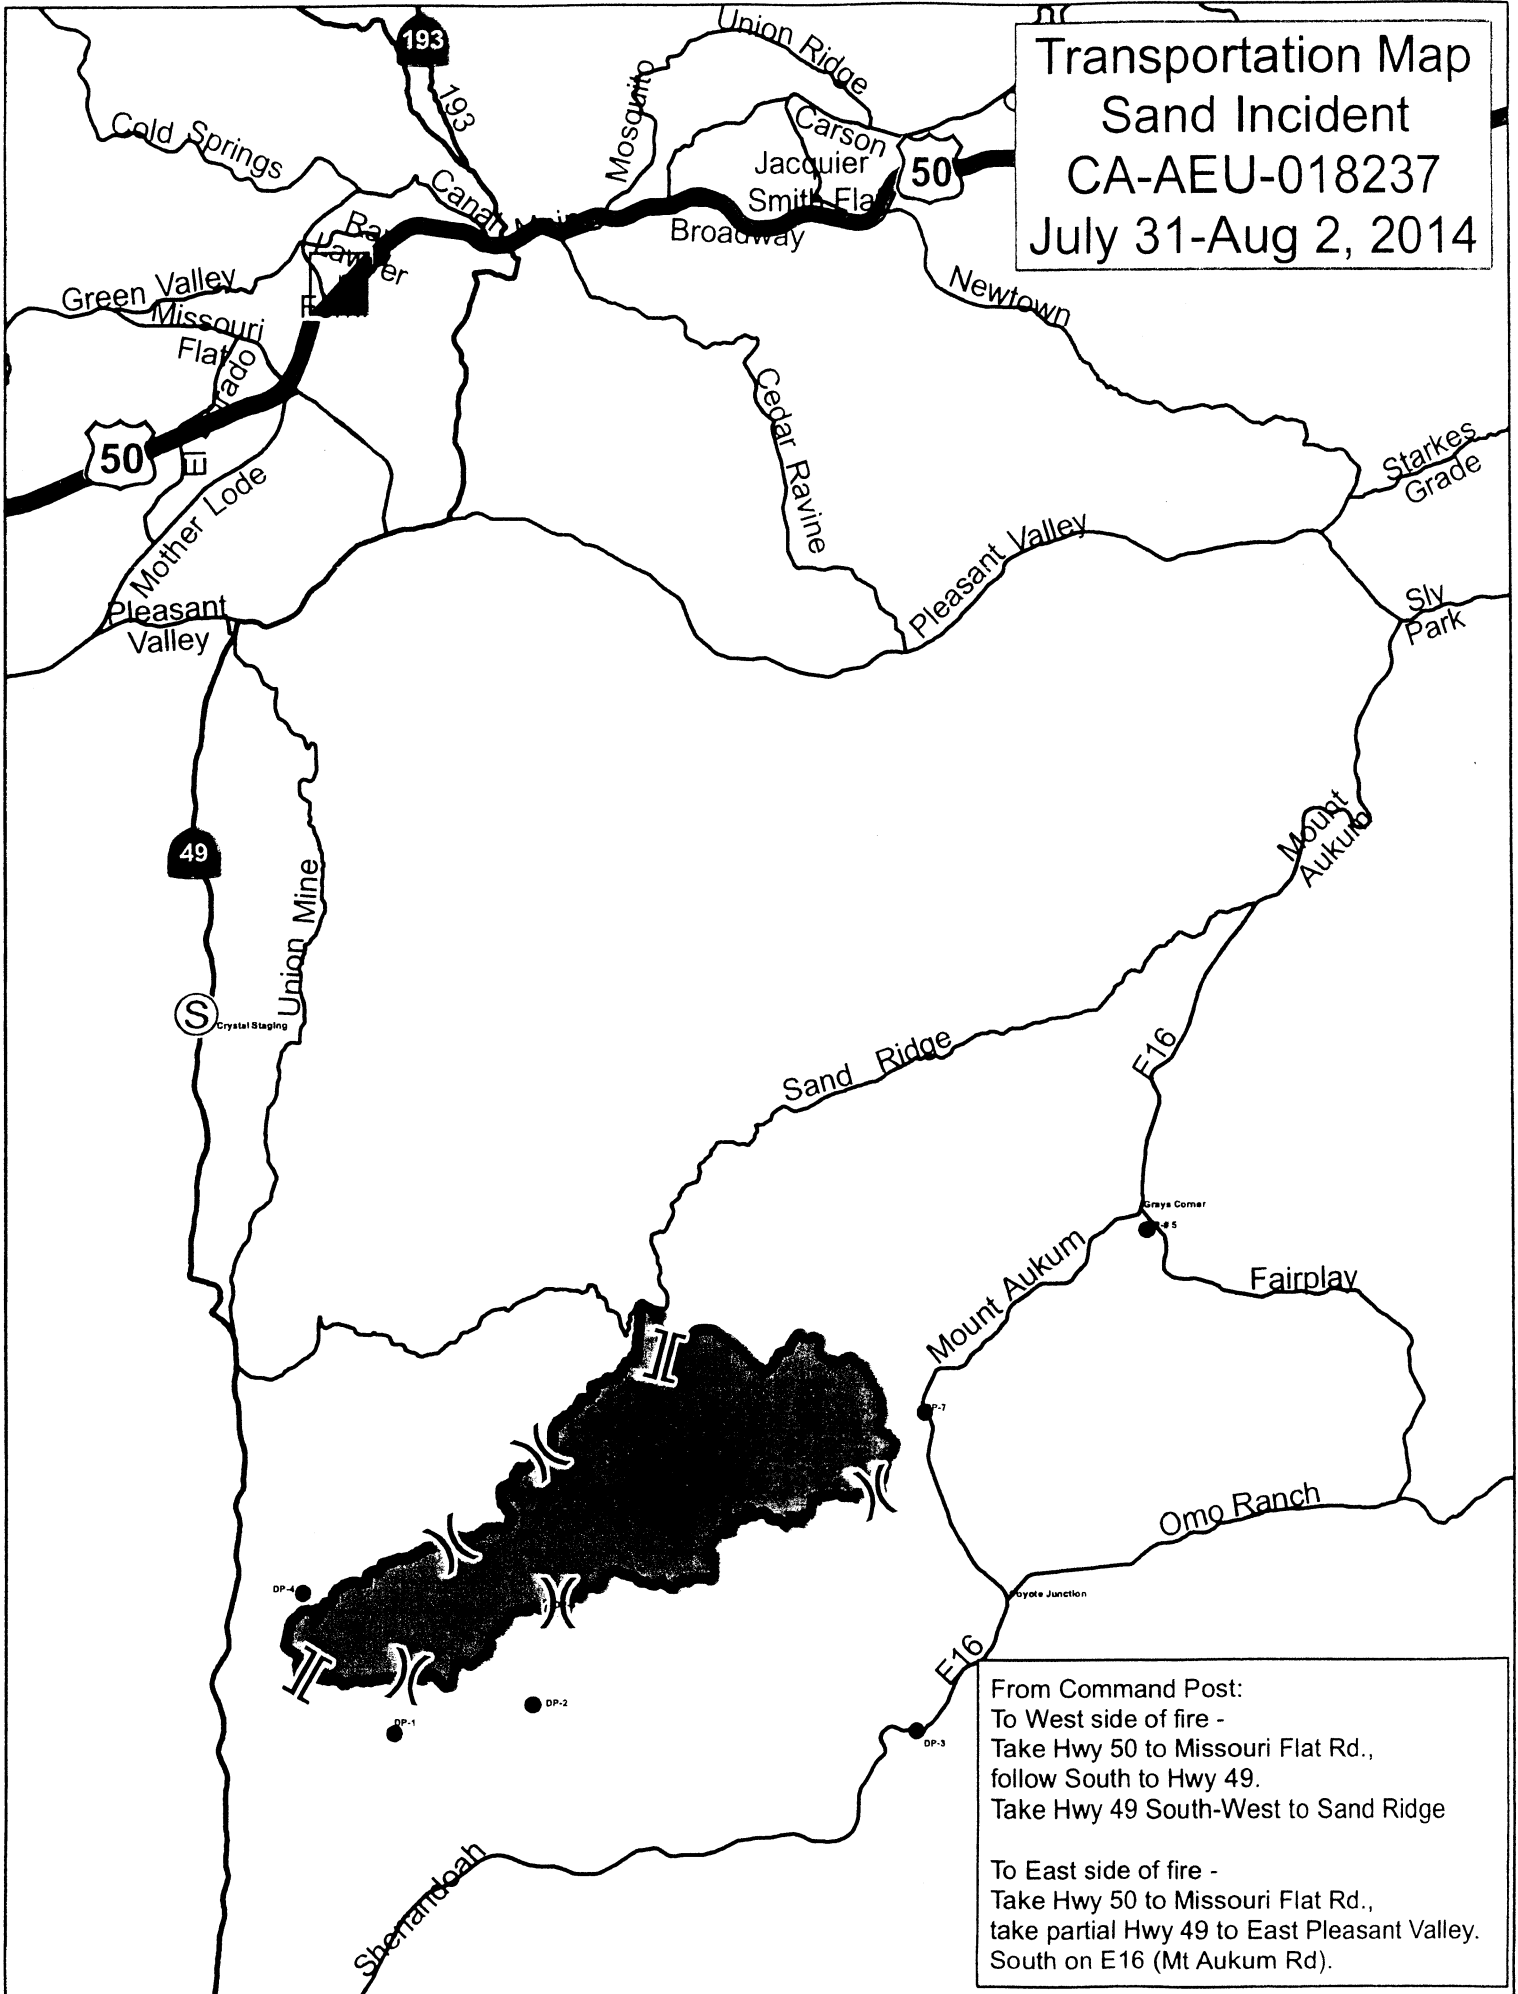 Transportation Map
Sand Incident
CA-AEU-018237
July 31-Aug 2, 2014
193
193
Union Ridge
Mosquito
Cold Springs
Carson
Jacquier
Smith Fla
50
Canal
Broadway
Green Valley
Missouri
Flat
Newtown
Cedar Ravine
50
Mother Lode
Starkes
Grade
Pleasant Valley
Pleasant
Valley
Sly
Park
49
Union Mine
Mount
Aukum
S
Crystal Staging
Sand Ridge
E16
Grays Corner
Mount Aukum
Fairplay
P-7
Omo Ranch
DP-4
oyote Junction
E16
DP-2
DP-1
DP-3
Shenandoah
From Command Post:
To West side of fire -
Take Hwy 50 to Missouri Flat Rd.,
follow South to Hwy 49.
Take Hwy 49 South-West to Sand Ridge
To East side of fire -
Take Hwy 50 to Missouri Flat Rd.,
take partial Hwy 49 to East Pleasant Valley.
South on E16 (Mt Aukum Rd).